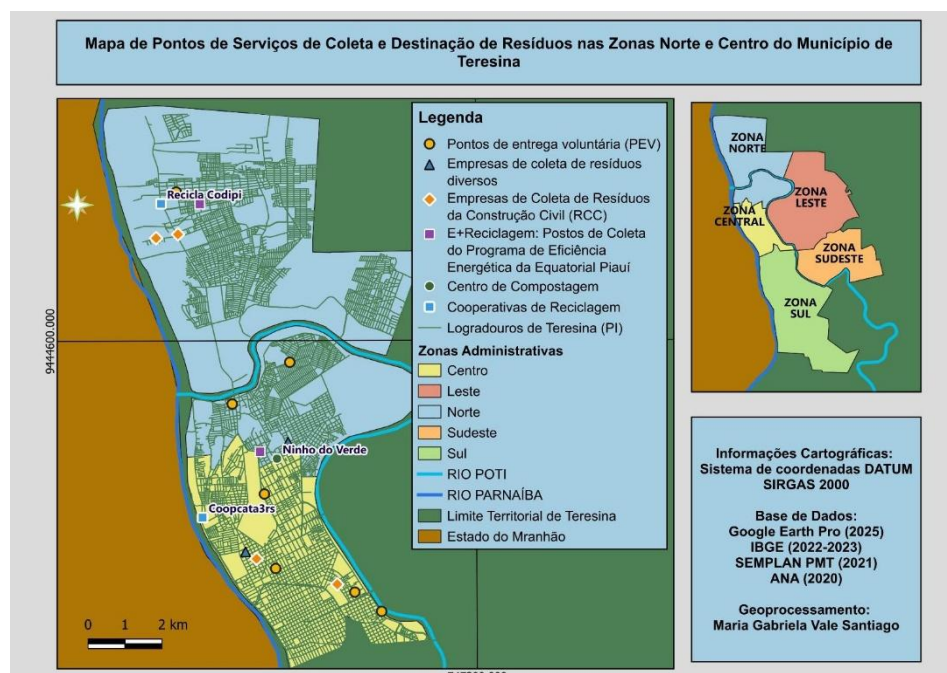 Mapa de Pontos de Serviços de Coleta e Destinação de Resíduos nas Zonas Norte e Centro do Município de
Teresina
Recicla Codipi
Ninho do Verde
Coopcata3rs
9444600.000
0 1 2 km
Legenda
Pontos de entrega voluntária (PEV)
Empresas de coleta de resíduos
diversos
Empresas de Coleta de Resíduos
da Construção Civil (RCC)
E+Reciclagem: Postos de Coleta
do Programa de Eficiência
Energética da Equatorial Piauí
Centro de Compostagem
Cooperativas de Reciclagem
Logradouros de Teresina (PI)
Zonas Administrativas
Centro
Leste
Norte
Sudeste
Sul
RIO POTI
RIO PARNAÍBA
Limite Territorial de Teresina
Estado do Mranhão
ZONA
NORTE
ZONA
LESTE
ZONA
CENTRAL
ZONA
SUDESTE
ZONA
SUL
Informações Cartográficas:
Sistema de coordenadas DATUM
SIRGAS 2000
Base de Dados:
Google Earth Pro (2025)
IBGE (2022-2023)
SEMPLAN PMT (2021)
ANA (2020)
Geoprocessamento:
Maria Gabriela Vale Santiago